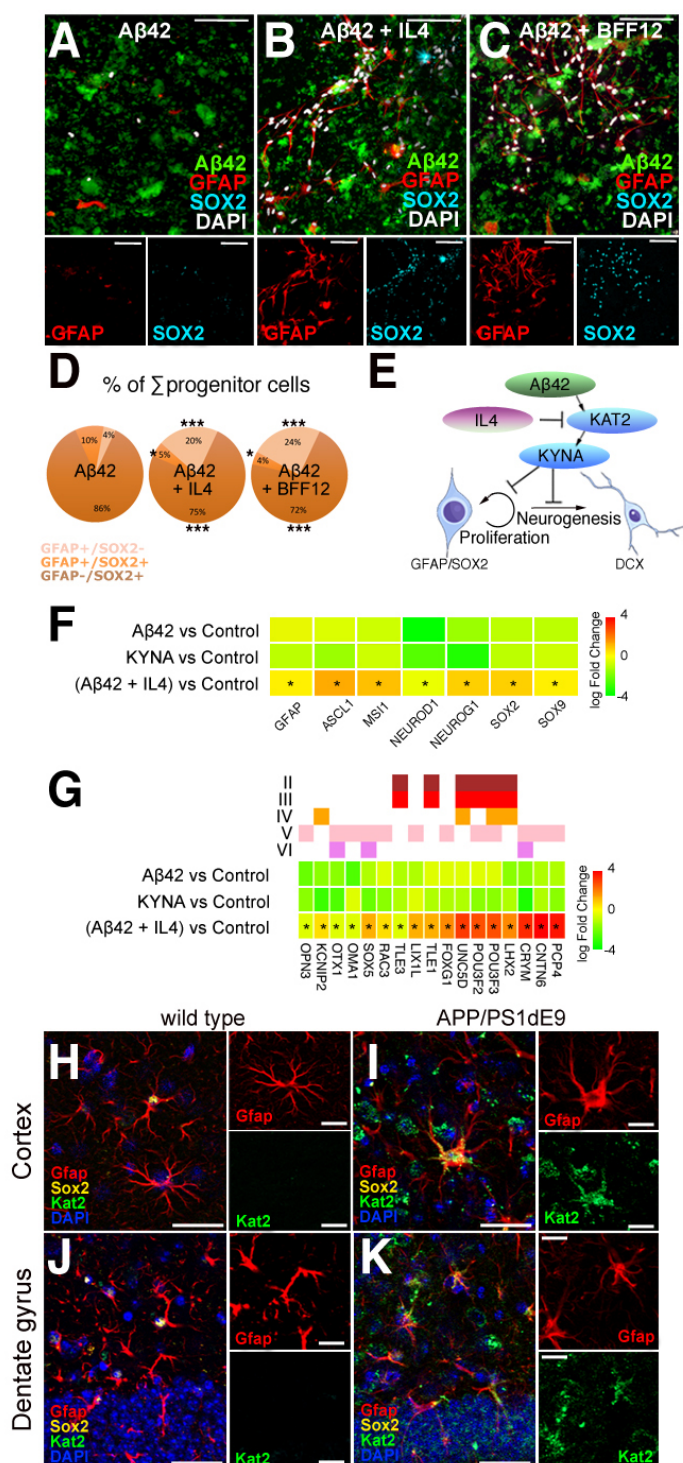 A
Aβ42
Aβ42
GFAP
SOX2
DAPI
GFAP
SOX2
B
Aβ42 + IL4
Aβ42
GFAP
SOX2
DAPI
GFAP
SOX2
C
Aβ42 + BFF12
Aβ42
GFAP
SOX2
DAPI
GFAP
SOX2
D
% of ∑progenitor cells
10%
4%
Aβ42
86%
***
*
5%
20%
Aβ42
+ IL4
75%
***
***
*
4%
24%
Aβ42
+ BFF12
72%
***
GFAP+/SOX2-
GFAP+/SOX2+
GFAP-/SOX2+
E
Aβ42
IL4
KAT2
KYNA
Neurogenesis
Proliferation
GFAP/SOX2
DCX
F
Aβ42 vs Control
KYNA vs Control
(Aβ42 + IL4) vs Control
* * * * * * *
GFAP
ASCL1
MSI1
NEUROD1
NEUROG1
SOX2
SOX9
4
0
-4
log Fold Change
G
II
III
IV
V
VI
Aβ42 vs Control
KYNA vs Control
(Aβ42 + IL4) vs Control
* * * * * * * * * * * * * * * * *
OPN3
KCNIP2
OTX1
OMA1
SOX5
RAC3
TLE3
LIX1L
TLE1
FOXG1
UNC5D
POU3F2
POU3F3
LHX2
CRYM
CNTN6
PCP4
4
0
-4
log Fold Change
wild type
APP/PS1dE9
Cortex
H
Gfap
Sox2
Kat2
DAPI
Gfap
Kat2
I
Gfap
Sox2
Kat2
DAPI
Gfap
Kat2
Dentate gyrus
J
Gfap
Sox2
Kat2
DAPI
Gfap
Kat2
K
Gfap
Sox2
Kat2
DAPI
Gfap
Kat2